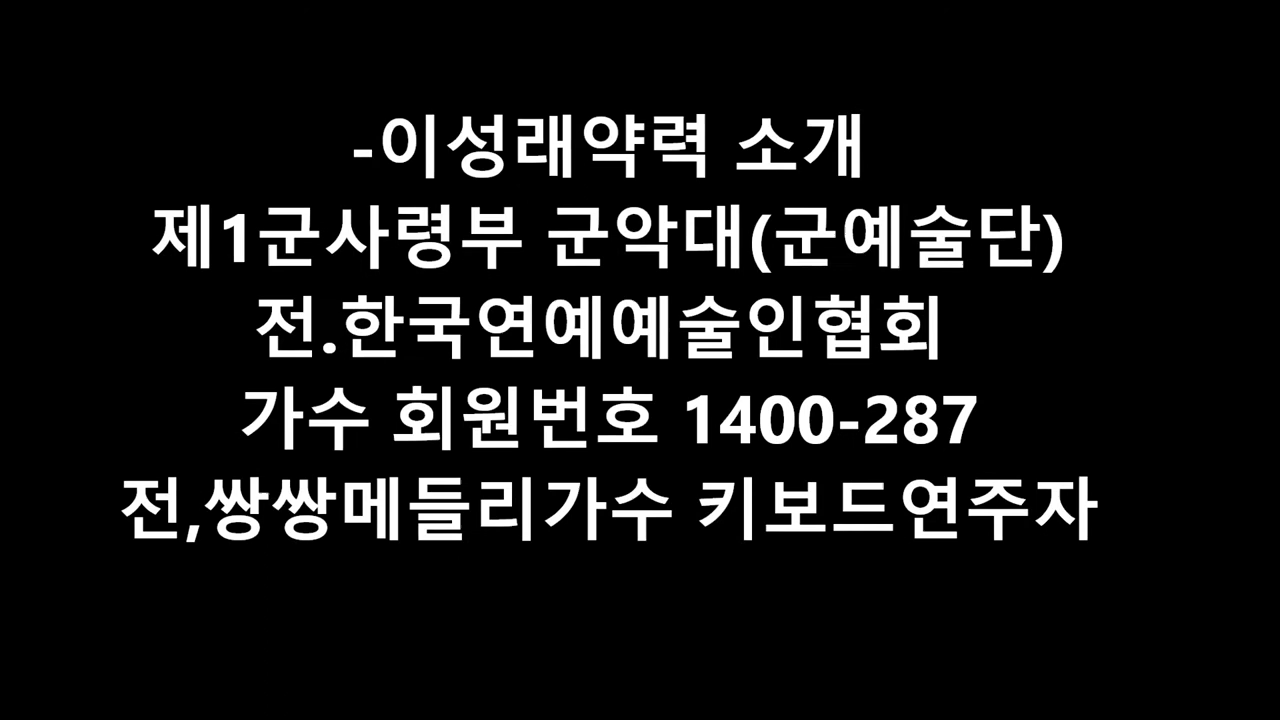 -이성래약력 소개
제1군사령부 군악대(군예술단)
전.한국연예예술인협회
가수 회원번호 1400-287
전,쌍쌍메들리가수 키보드연주자